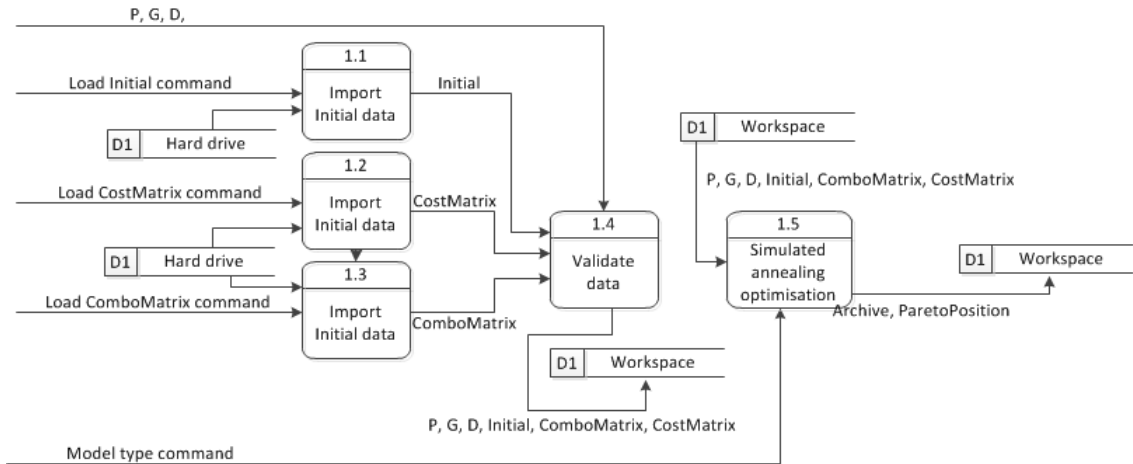 P, G, D,
1.1
Import
Initial data
Load Initial command
Initial
D1 Hard drive
1.2
Import
Initial data
Load CostMatrix command
CostMatrix
D1 Hard drive
1.3
Import
Initial data
Load ComboMatrix command
ComboMatrix
1.4
Validate
data
D1 Workspace
P, G, D, Initial, ComboMatrix, CostMatrix
D1 Workspace
P, G, D, Initial, ComboMatrix, CostMatrix
1.5
Simulated
annealing
optimisation
D1 Workspace
Archive, ParetoPosition
Model type command